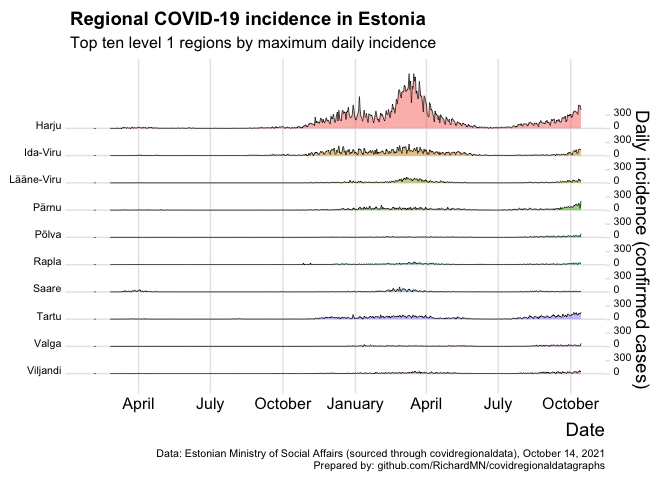 Regional COVID-19 incidence in Estonia
Top ten level 1 regions by maximum daily incidence
Harju
300
0
Ida-Viru
300
0
Lääne-Viru
300
0
Pärnu
300
0
Põlva
300
0
Rapla
300
0
Saare
300
0
Tartu
300
0
Valga
300
0
Viljandi
300
0
Daily incidence (confirmed cases)
April July October January April July October
Date
Data: Estonian Ministry of Social Affairs (sourced through covidregionaldata), October 14, 2021
Prepared by: github.com/RichardMN/covidregionaldatagraphs